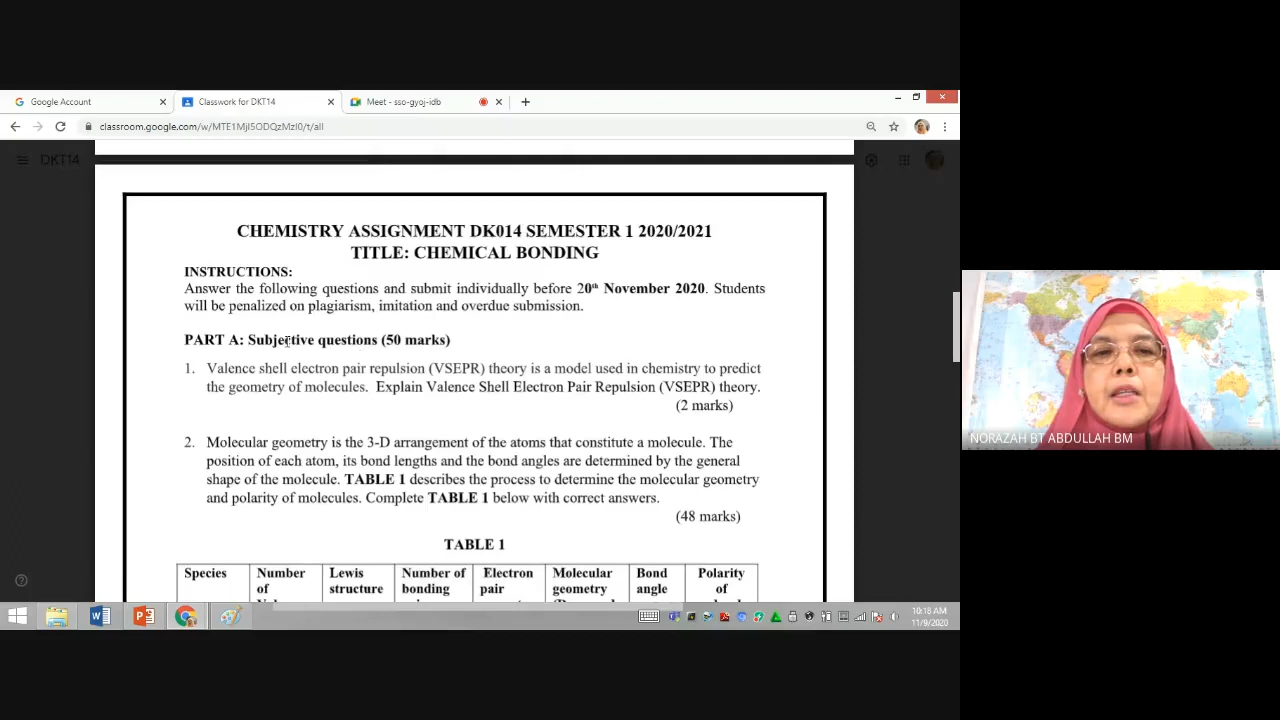 Google Account
Classwork for DKT14
Meet - sso-gyoj-idb
classroom.google.com/w/MTE1MjI5ODQzMzI0/t/all
DKT14
CHEMISTRY ASSIGNMENT DK014 SEMESTER 1 2020/2021
TITLE: CHEMICAL BONDING
INSTRUCTIONS:
Answer the following questions and submit individually before 20th November 2020. Students
will be penalized on plagiarism, imitation and overdue submission.
PART A: Subjective questions (50 marks)
1. Valence shell electron pair repulsion (VSEPR) theory is a model used in chemistry to predict
the geometry of molecules. Explain Valence Shell Electron Pair Repulsion (VSEPR) theory.
(2 marks)
2. Molecular geometry is the 3-D arrangement of the atoms that constitute a molecule. The
position of each atom, its bond lengths and the bond angles are determined by the general
shape of the molecule. TABLE 1 describes the process to determine the molecular geometry
and polarity of molecules. Complete TABLE 1 below with correct answers.
(48 marks)
TABLE 1
Species Number Lewis Number of Electron Molecular Bond Polarity
of structure bonding pair geometry angle of
10:18 AM
11/9/2020
NORAZAH BT ABDULLAH BM